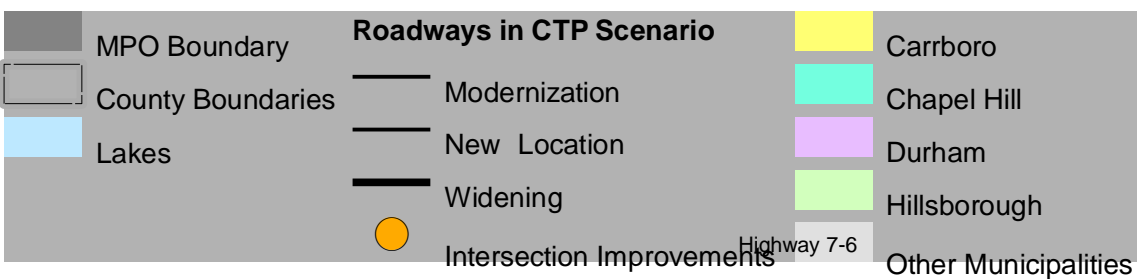 MPO Boundary
County Boundaries
Lakes
Roadways in CTP Scenario
Modernization
New Location
Widening
Intersection Improvements
Highway 7-6
Carrboro
Chapel Hill
Durham
Hillsborough
Other Municipalities